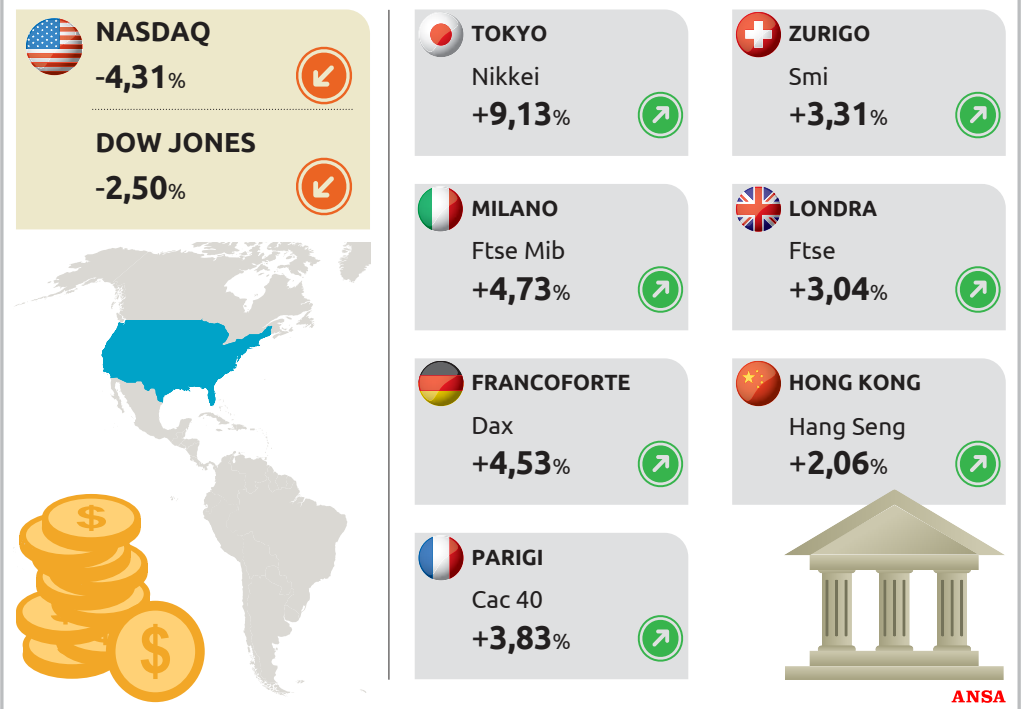 NASDAQ
-4,31%
DOW JONES
-2,50%
TOKYO
Nikkei
+9,13%
MILANO
Ftse Mib
+4,73%
FRANCOFORTE
Dax
+4,53%
PARIGI
Cac 40
+3,83%
ZURIGO
Smi
+3,31%
LONDRA
Ftse
+3,04%
HONG KONG
Hang Seng
+2,06%
$
$
ANSA